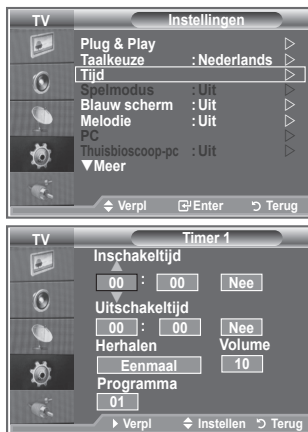 TV Instellingen
Plug & Play
Taalkeuze : Nederlands
Tijd
Spelmodus : Uit
Blauw scherm : Uit
Melodie : Uit
PC
Thuisbioscoop-pc : Uit
▼Meer
Verpl Enter Terug
TV Timer 1
Inschakeltijd
00 : 00 Nee
Uitschakeltijd
00 : 00 Nee
Herhalen Volume
Eenmaal 10
Programma
01
Verpl Instellen Terug